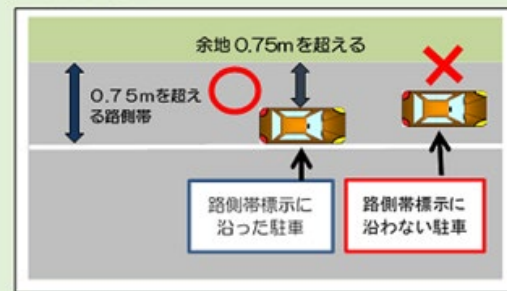 余地0.75mを超える
0.75mを超え
る路側帯
路側帯標示に
沿った駐車
路側帯標示に
沿わない駐車